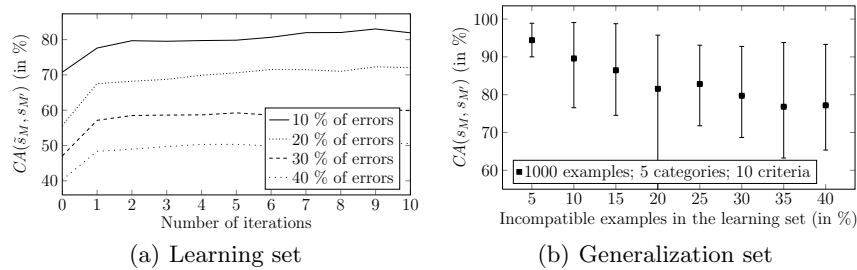 80
70
60
50
40
CA(s̃_M, s_M′) (in %)
0 1 2 3 4 5 6 7 8 9 10
Number of iterations
10 % of errors
20 % of errors
30 % of errors
40 % of errors
(a) Learning set
100
90
80
70
60
CA(s_M, s_M′) (in %)
1000 examples; 5 categories; 10 criteria
5 10 15 20 25 30 35 40
Incompatible examples in the learning set (in %)
(b) Generalization set